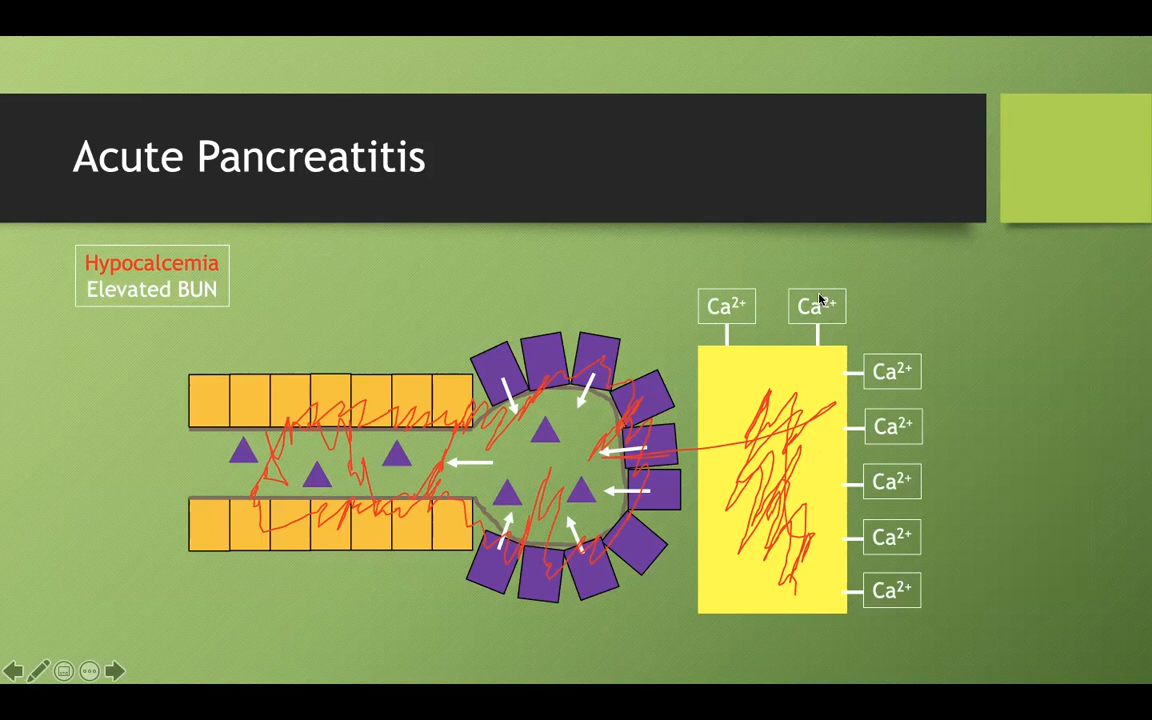 Acute Pancreatitis
Hypocalcemia
Elevated BUN
Ca²⁺ Ca²⁺
Ca²⁺
Ca²⁺
Ca²⁺
Ca²⁺
Ca²⁺